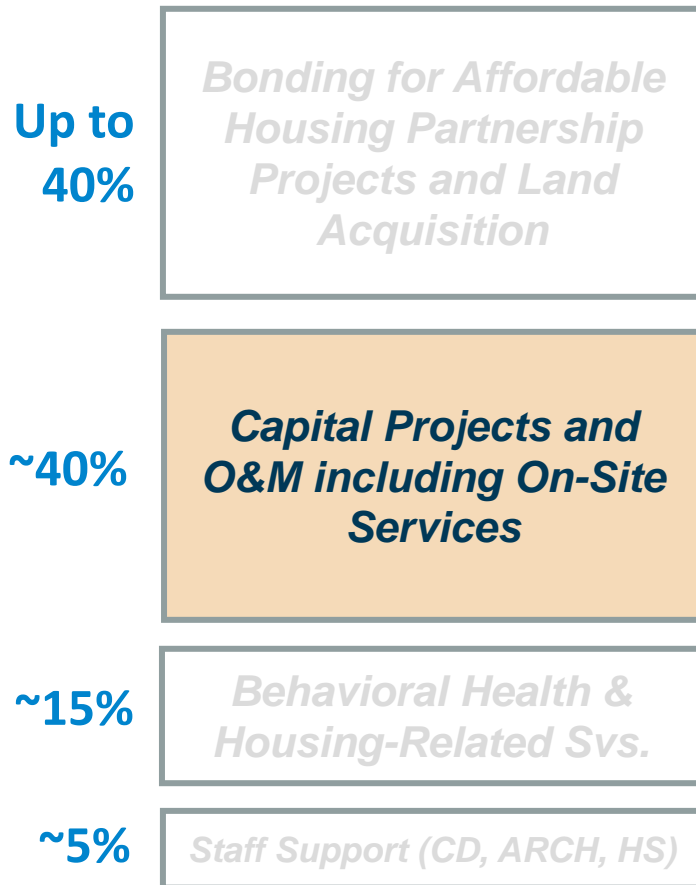 Up to
40%
Bonding for Affordable
Housing Partnership
Projects and Land
Acquisition
~40%
Capital Projects and
O&M including On-Site
Services
~15%
Behavioral Health &
Housing-Related Svs.
~5%
Staff Support (CD, ARCH, HS)